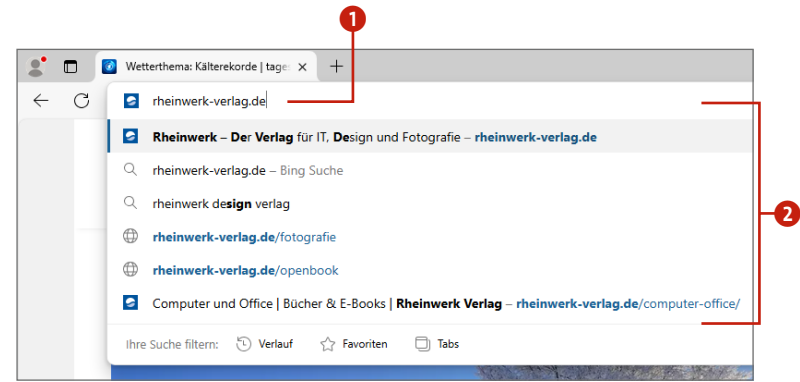 1
Wetterthema: Kälterekorde | tages
rheinwerk-verlag.de
Rheinwerk – Der Verlag für IT, Design und Fotografie – rheinwerk-verlag.de
rheinwerk-verlag.de – Bing Suche
rheinwerk design verlag
2
rheinwerk-verlag.de/fotografie
rheinwerk-verlag.de/openbook
Computer und Office | Bücher & E-Books | Rheinwerk Verlag – rheinwerk-verlag.de/computer-office/
Ihre Suche filtern: Verlauf Favoriten Tabs